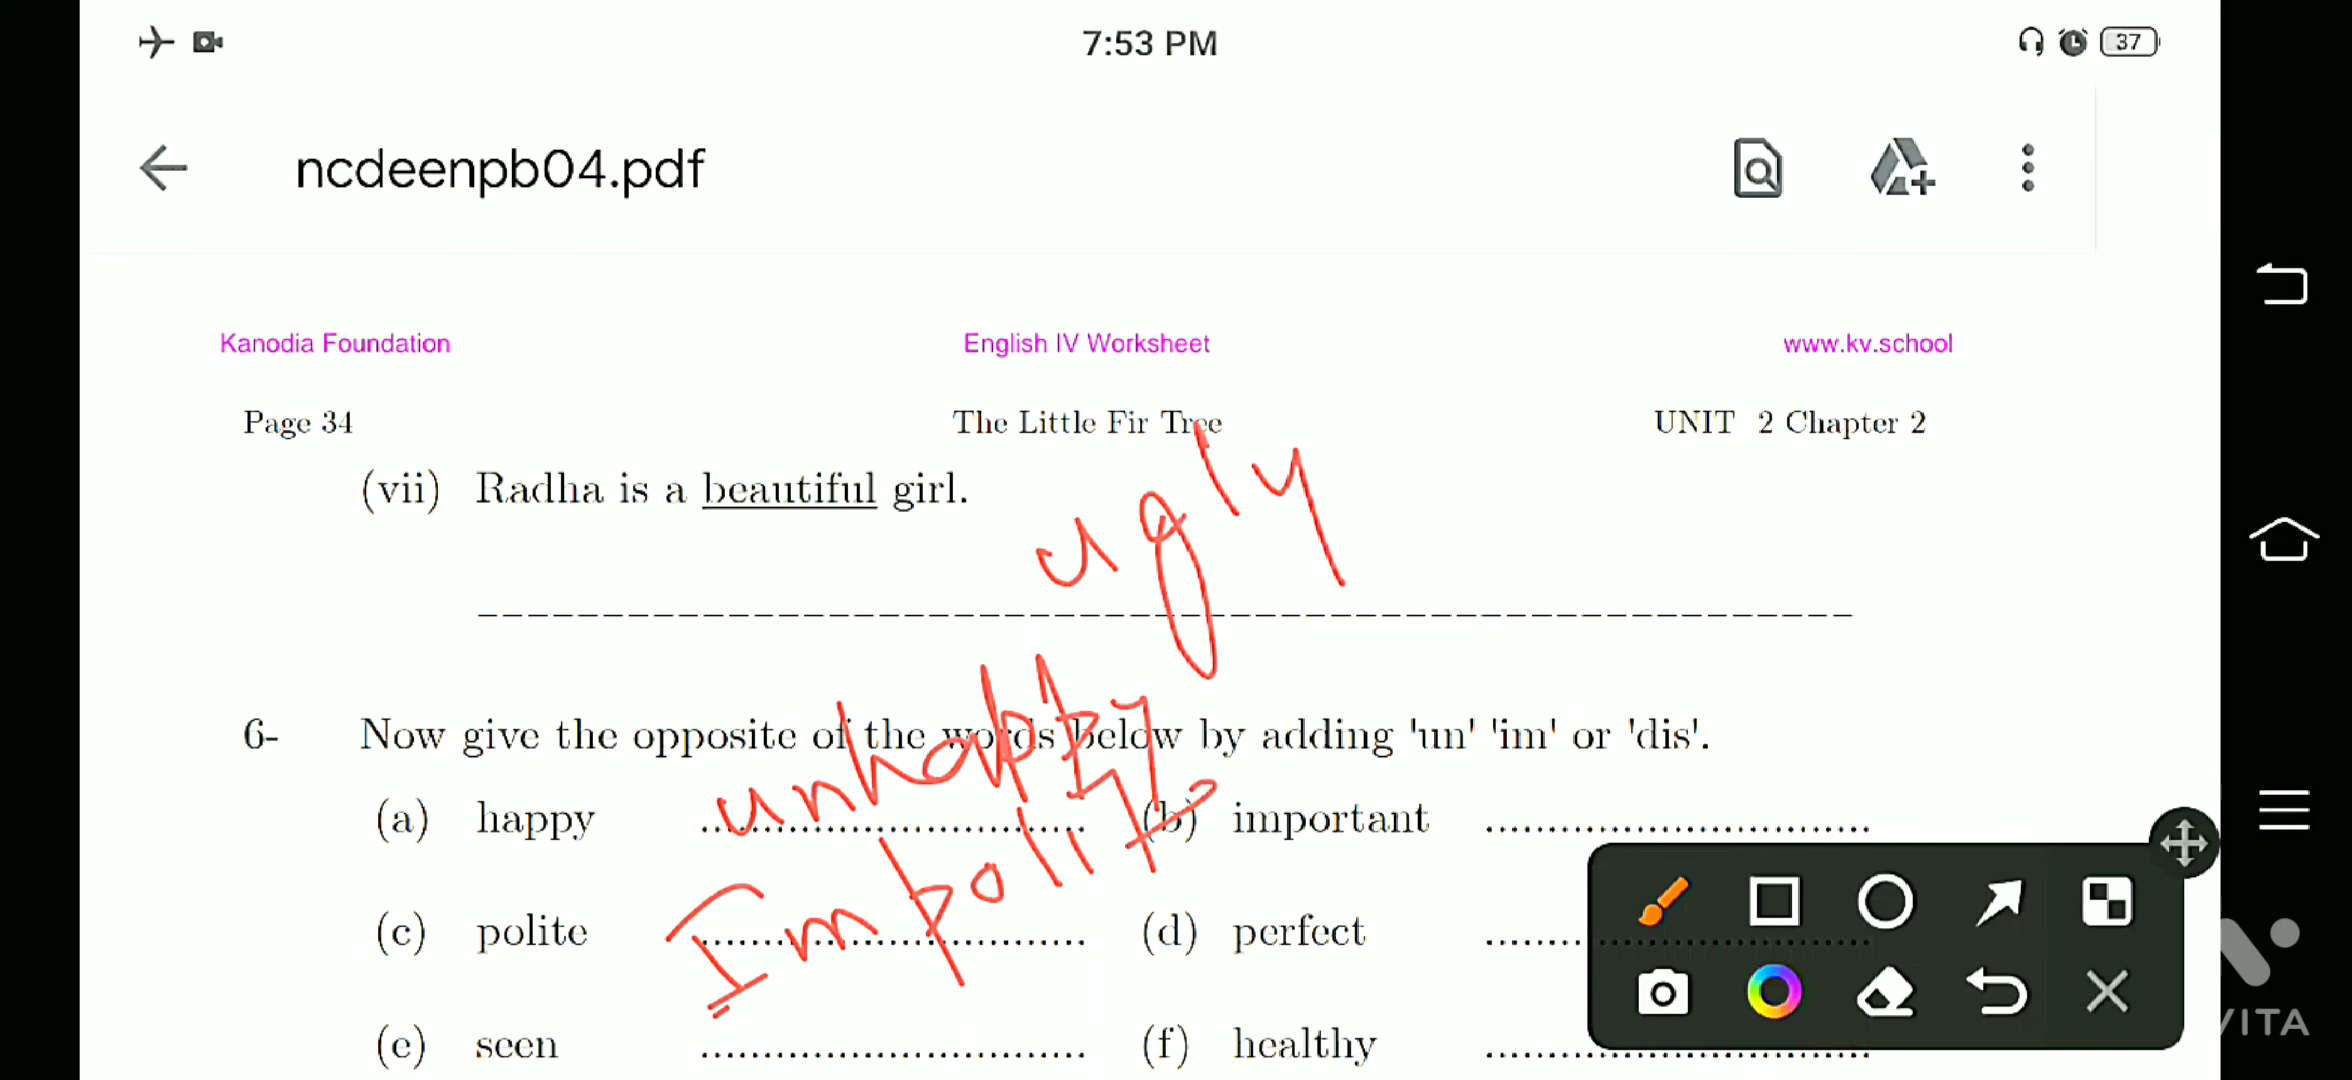 7:53 PM
37
ncdeenpb04.pdf
Kanodia Foundation English IV Worksheet www.kv.school
Page 34 The Little Fir Tree UNIT 2 Chapter 2
(vii) Radha is a beautiful girl.
ugly
6- Now give the opposite of the words below by adding 'un' 'im' or 'dis'.
unhappy
(a) happy .............................. (b) important ..............................
Impolite
(c) polite .............................. (d) perfect ..............................
(e) seen .............................. (f) healthy ..............................
VITA